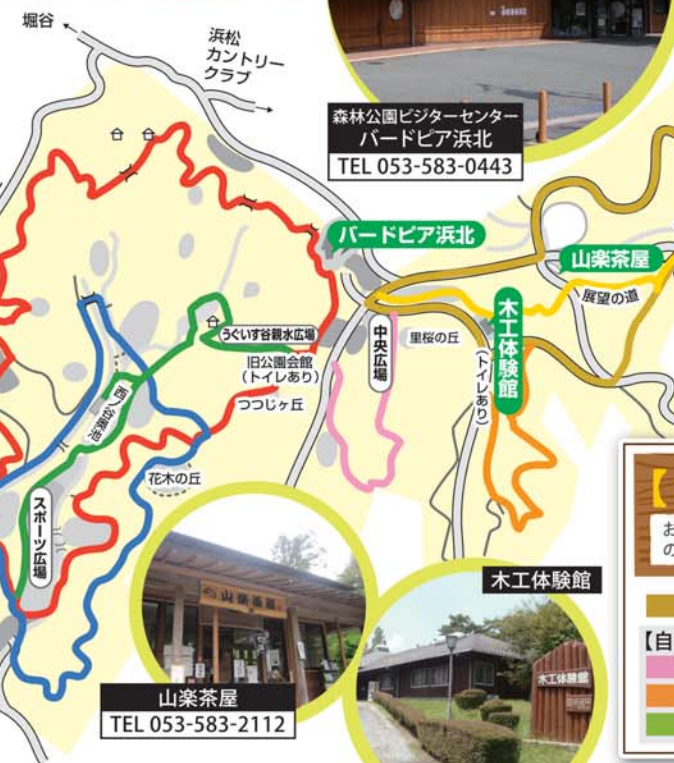 堀谷
浜松
カントリー
クラブ
森林公園ビジターセンター
バードピア浜北
TEL 053-583-0443
バードピア浜北
山楽茶屋
展望の道
木工体験館
(トイレあり)
中央広場
里桜の丘
うぐいす谷親水広場
旧公園会館
(トイレあり)
つつじヶ丘
花木の丘
スポーツ広場
山楽茶屋
山楽茶屋
TEL 053-583-2112
木工体験館
木工体験館
【
お
の
【自